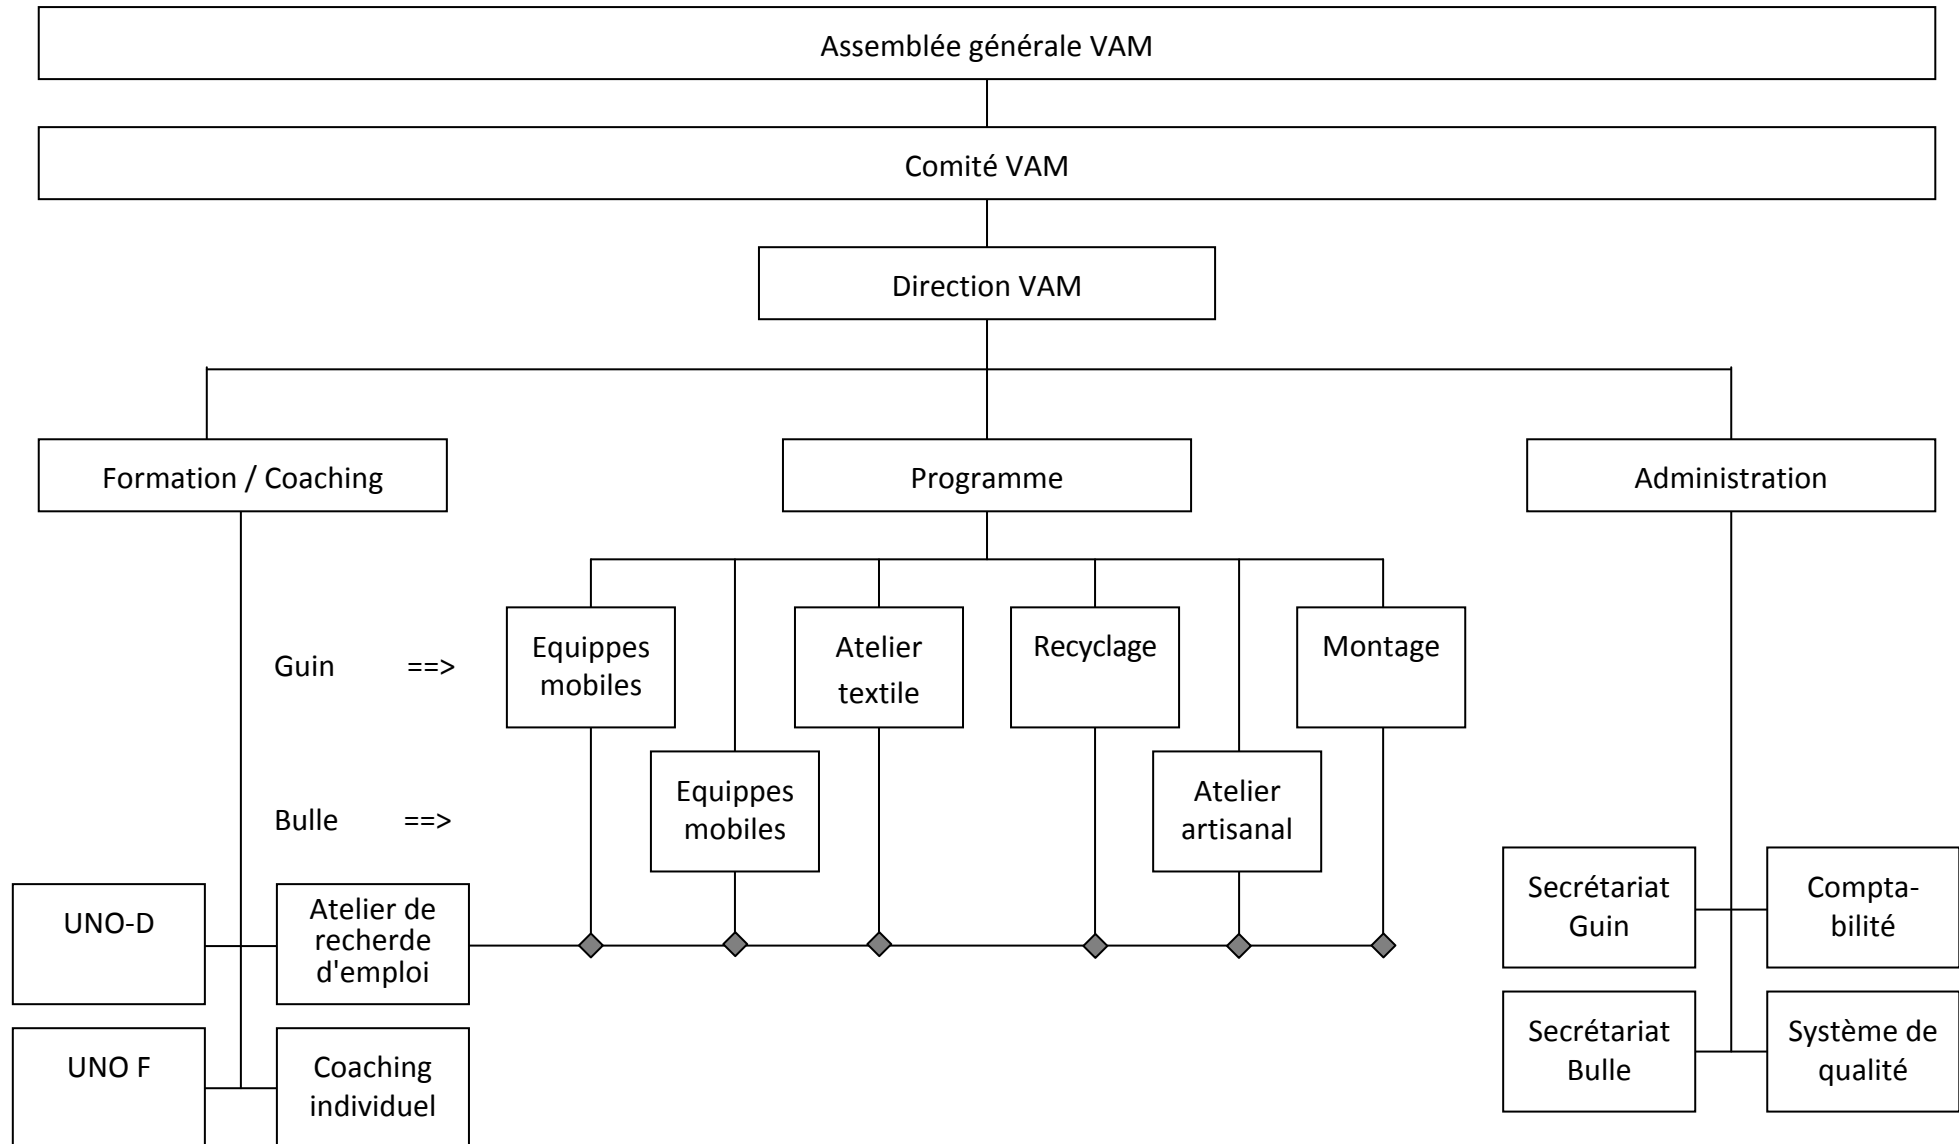 Assemblée générale VAM
Comité VAM
Direction VAM
Formation / Coaching
Programme
Administration
Guin ==>
Equippes
mobiles
Atelier
textile
Recyclage
Montage
Bulle ==>
Equippes
mobiles
Atelier
artisanal
UNO-D
Atelier de
recherde
d'emploi
UNO F
Coaching
individuel
Secrétariat
Guin
Compta-
bilité
Secrétariat
Bulle
Système de
qualité